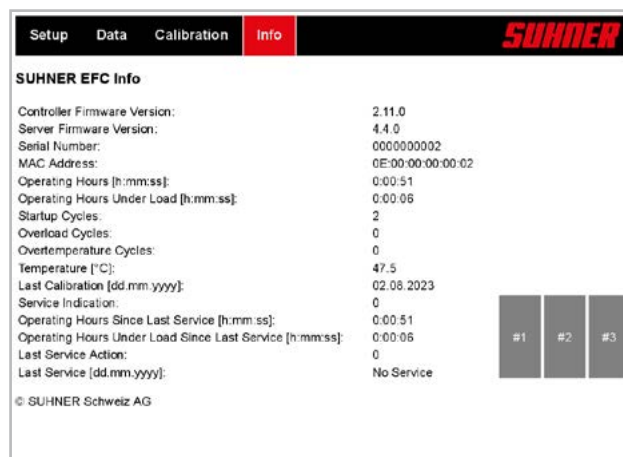 Setup Data Calibration Info SUHNER
SUHNER EFC Info
Controller Firmware Version: 2.11.0
Server Firmware Version: 4.4.0
Serial Number: 0000000002
MAC Address: 0E:00:00:00:00:02
Operating Hours [h:mm:ss]: 0:00:51
Operating Hours Under Load [h:mm:ss]: 0:00:06
Startup Cycles: 2
Overload Cycles: 0
Overtemperature Cycles: 0
Temperature [°C]: 47.5
Last Calibration [dd.mm.yyyy]: 02.08.2023
Service Indication: 0
Operating Hours Since Last Service [h:mm:ss]: 0:00:51
Operating Hours Under Load Since Last Service [h:mm:ss]: 0:00:06
#1 #2 #3
Last Service Action: 0
Last Service [dd.mm.yyyy]: No Service
© SUHNER Schweiz AG